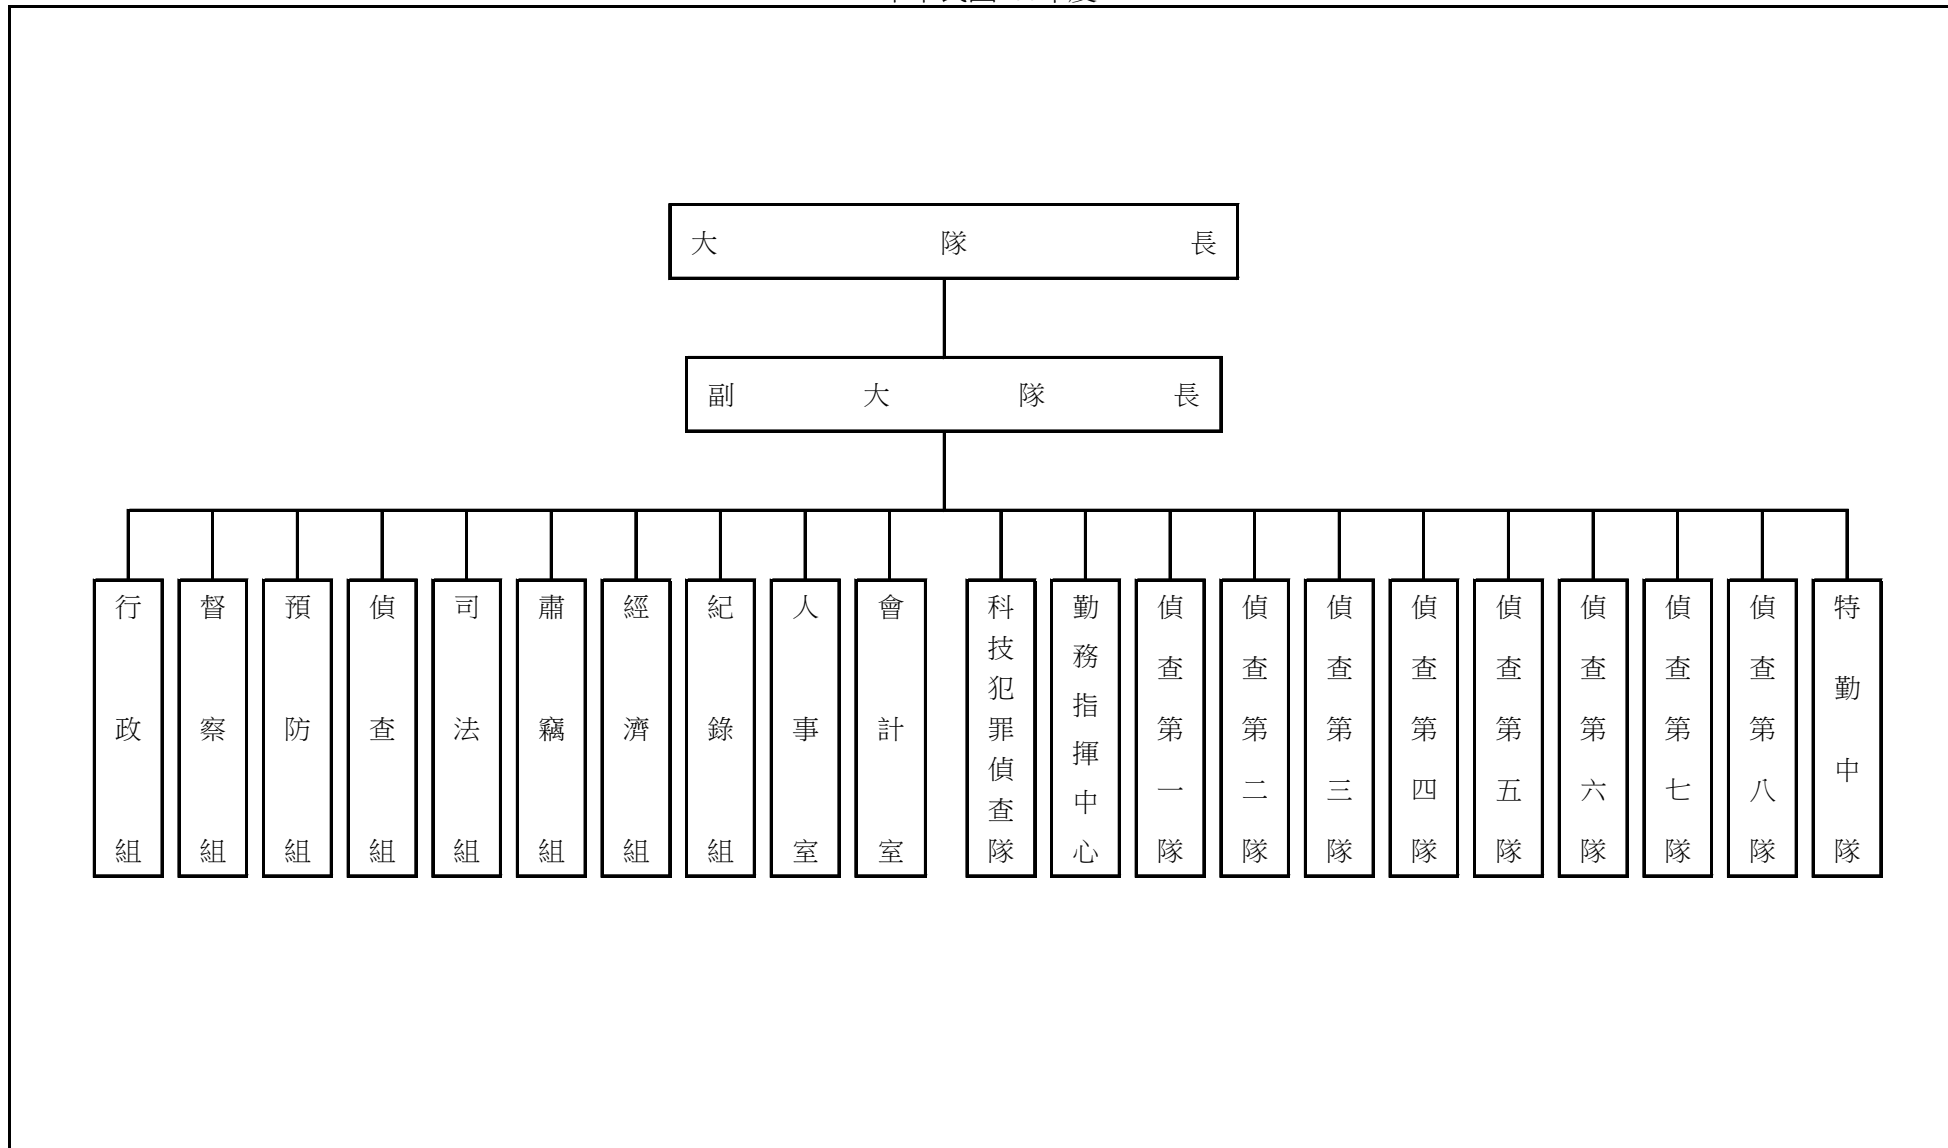 大隊長
副大隊長
行政組
督察組
預防組
偵查組
司法組
肅竊組
經濟組
紀錄組
人事室
會計室
科技犯罪偵查隊
勤務指揮中心
偵查第一隊
偵查第二隊
偵查第三隊
偵查第四隊
偵查第五隊
偵查第六隊
偵查第七隊
偵查第八隊
特勤中隊